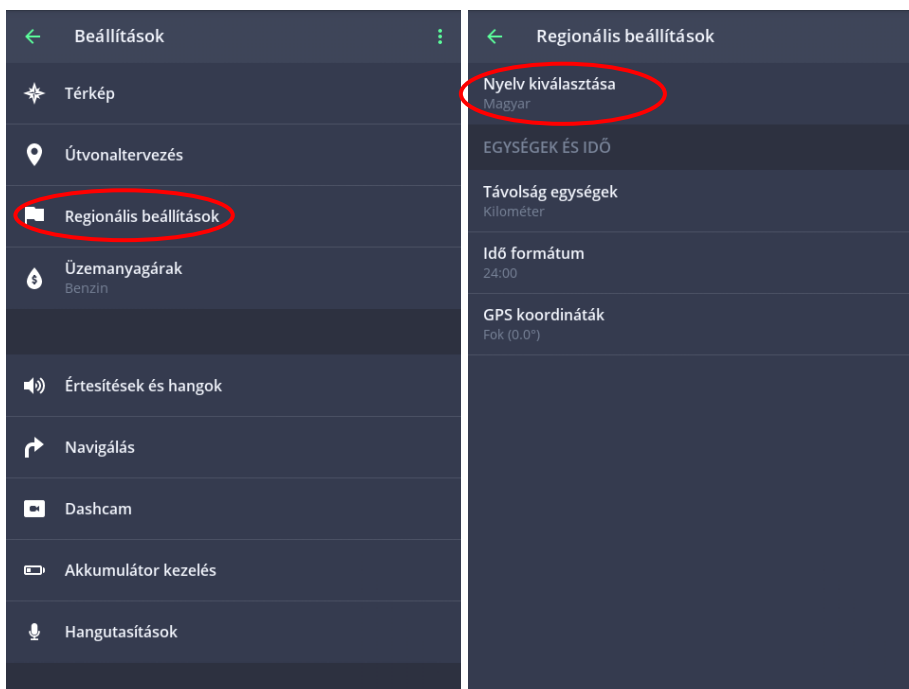 Beállítások
Térkép
Útvonaltervezés
Regionális beállítások
Üzemanyagárak
Benzin
Értesítések és hangok
Navigálás
Dashcam
Akkumulátor kezelés
Hangutasítások
Regionális beállítások
Nyelv kiválasztása
Magyar
EGYSÉGEK ÉS IDŐ
Távolság egységek
Kilométer
Idő formátum
24:00
GPS koordináták
Fok (0.0°)